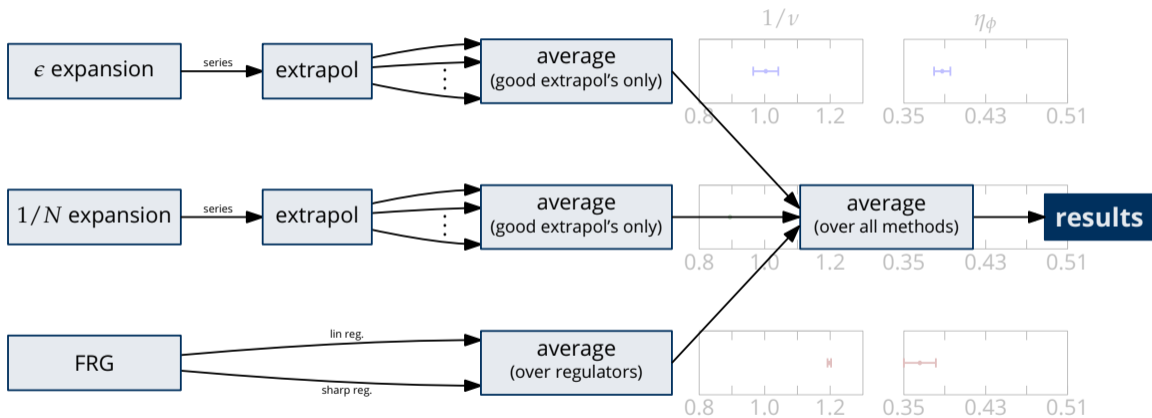 1/ν
η_ϕ
ϵ expansion
series
extrapol
⋮
average
(good extrapol's only)
0.8
1.0
1.2
0.35
0.43
0.51
1/N expansion
series
extrapol
⋮
average
(good extrapol's only)
average
(over all methods)
results
0.8
1.0
1.2
0.35
0.43
0.51
FRG
lin reg.
sharp reg.
average
(over regulators)
0.8
1.0
1.2
0.35
0.43
0.51